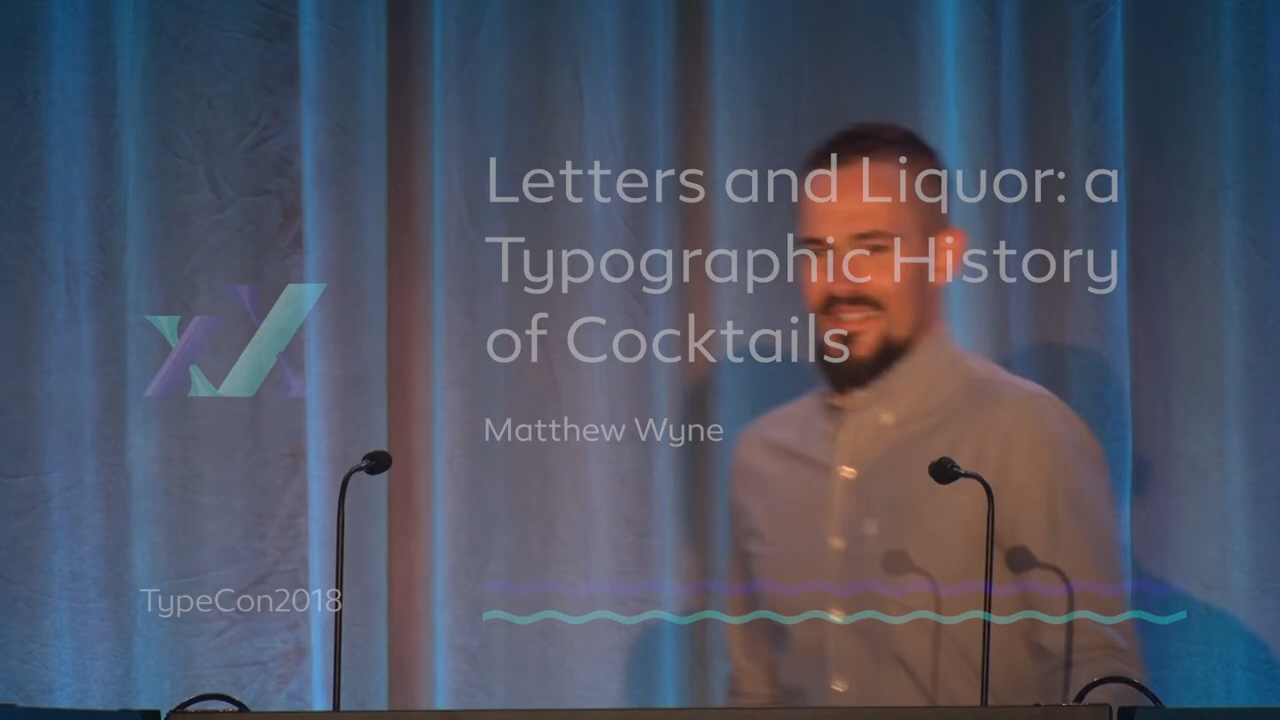 Letters and Liquor: a
Typographic History
of Cocktails
Matthew Wyne
TypeCon2018